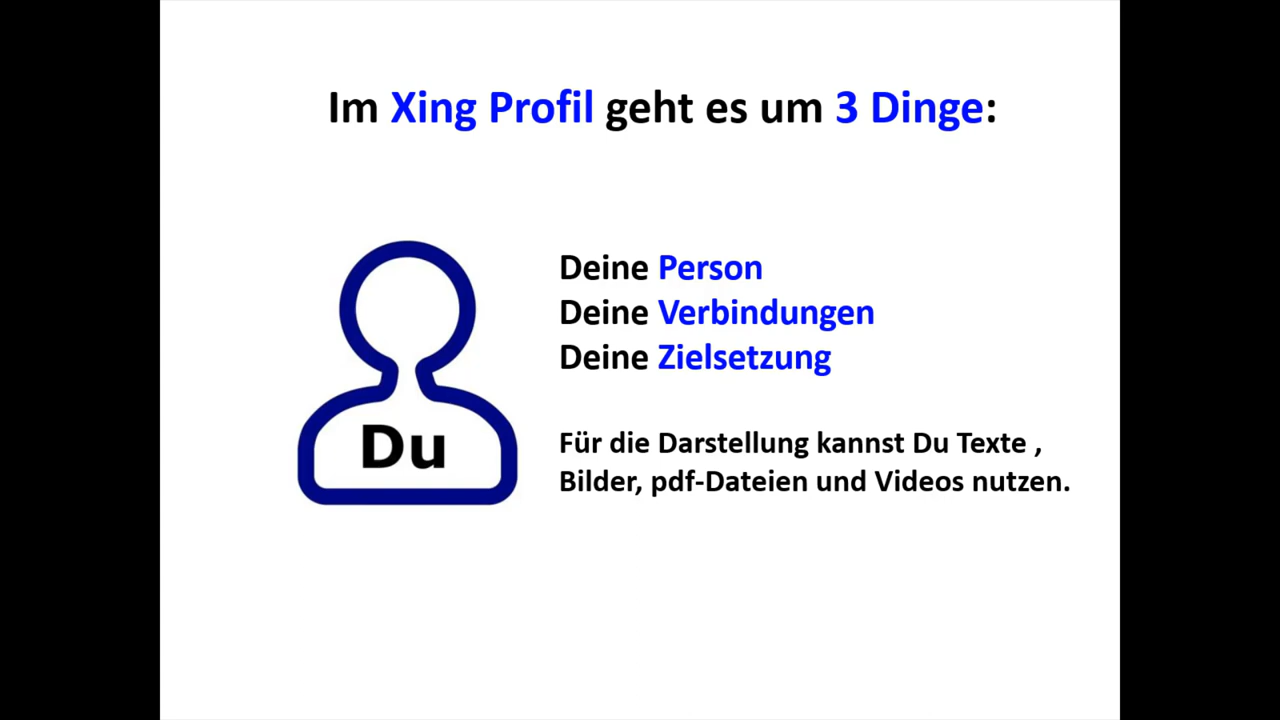 Im Xing Profil geht es um 3 Dinge:
Deine Person
Deine Verbindungen
Deine Zielsetzung
Du
Für die Darstellung kannst Du Texte ,
Bilder, pdf-Dateien und Videos nutzen.